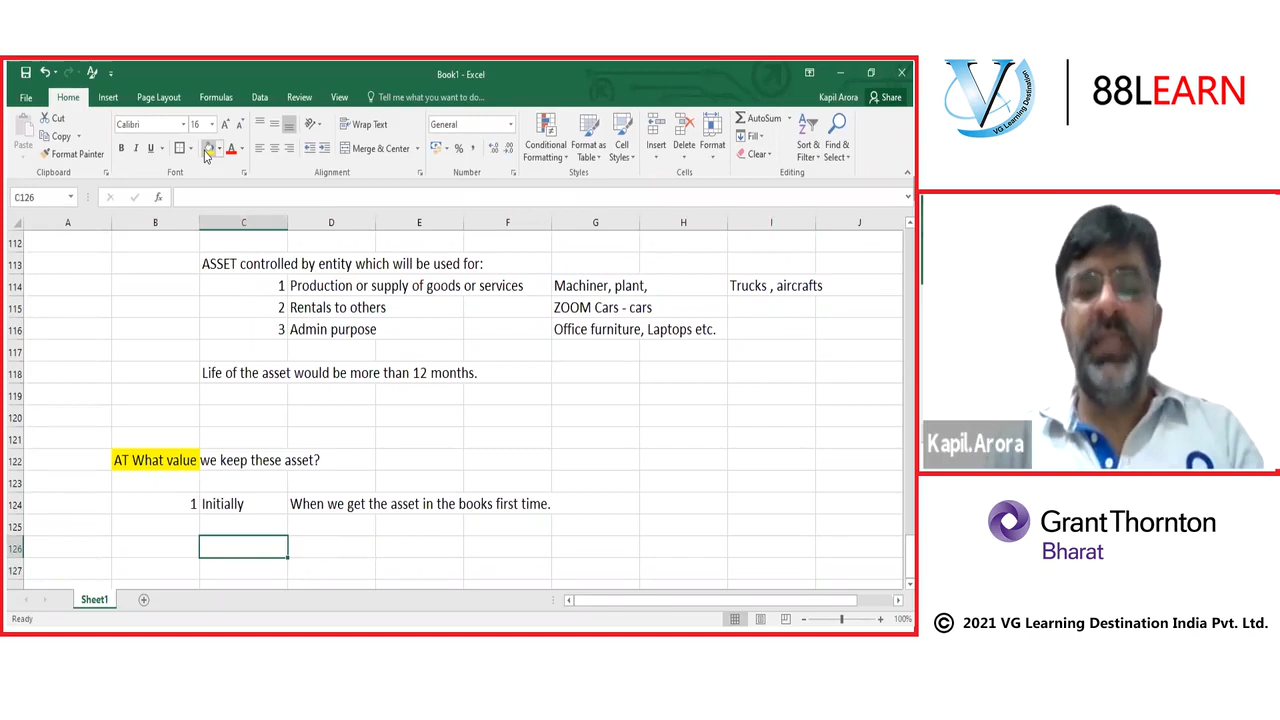 Book1 - Excel
File Home Insert Page Layout Formulas Data Review View Tell me what you want to do... Kapil Arora Share
Paste Cut Copy Format Painter Clipboard
Calibri 16 A A B I U A Font
Wrap Text Merge & Center Alignment
General % , Number
Conditional Formatting Format as Table Cell Styles Styles
Insert Delete Format Cells
AutoSum Fill Clear Sort & Filter Find & Select Editing
C126 fx
A B C D E F G H I J
112
113 ASSET controlled by entity which will be used for:
114 1 Production or supply of goods or services Machiner, plant, Trucks , aircrafts
115 2 Rentals to others ZOOM Cars - cars
116 3 Admin purpose Office furniture, Laptops etc.
117
118 Life of the asset would be more than 12 months.
119
120
121
122 AT What value we keep these asset?
123
124 1 Initially When we get the asset in the books first time.
125
126
127
Sheet1
Ready 100%
V VG Learning Destination
88LEARN
Kapil.Arora
Grant Thornton
Bharat
© 2021 VG Learning Destination India Pvt. Ltd.